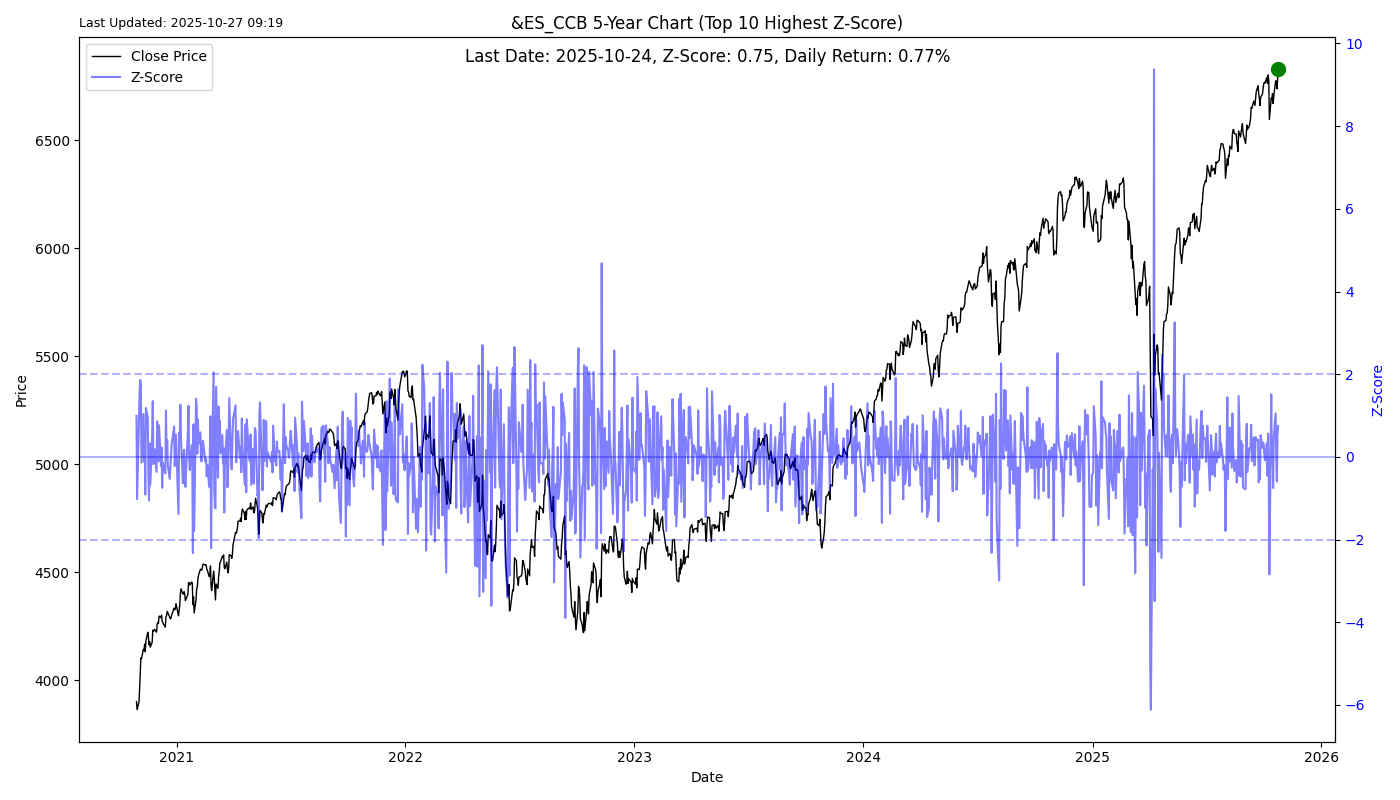 Last Updated: 2025-10-27 09:19
&ES_CCB 5-Year Chart (Top 10 Highest Z-Score)
Last Date: 2025-10-24, Z-Score: 0.75, Daily Return: 0.77%
Close Price
Z-Score
Price
6500
6000
5500
5000
4500
4000
10
8
6
4
2
0
−2
−4
−6
Z-Score
2021
2022
2023
2024
2025
2026
Date